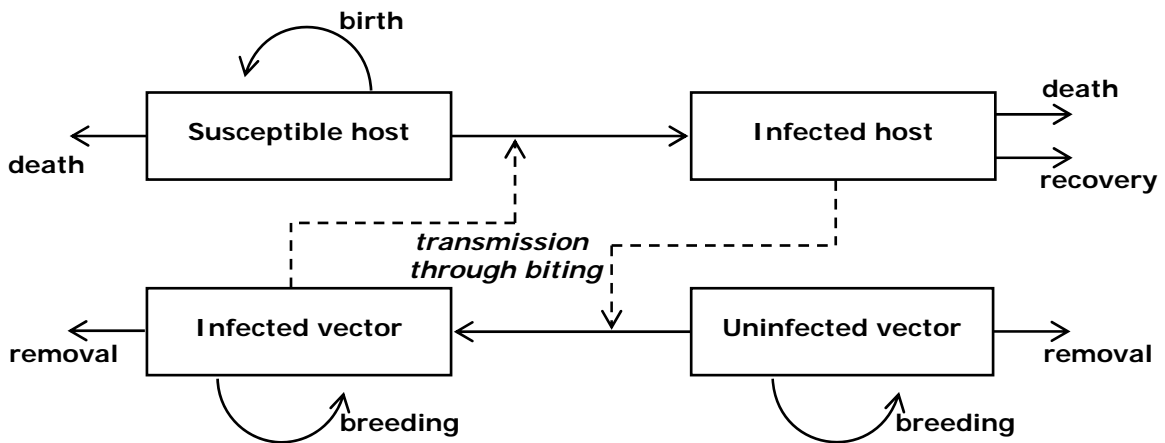 birth
Susceptible host
Infected host
death
death
recovery
transmission
through biting
Infected vector
Uninfected vector
removal
removal
breeding
breeding